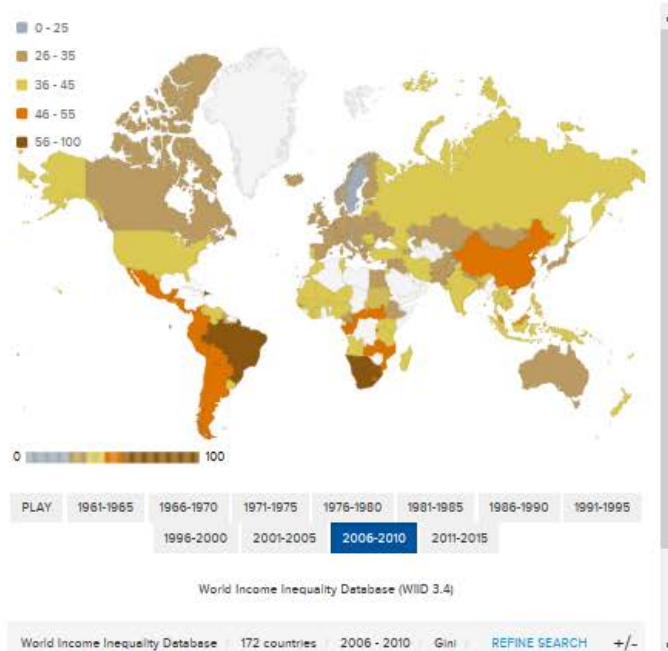 0 - 25
26 - 35
36 - 45
46 - 55
56 - 100
0 100
PLAY 1961-1965 1966-1970 1971-1975 1976-1980 1981-1985 1986-1990 1991-1995
1996-2000 2001-2005 2006-2010 2011-2015
World Income Inequality Database (WIID 3.4)
World Income Inequality Database 172 countries 2006 - 2010 Gini REFINE SEARCH +/-